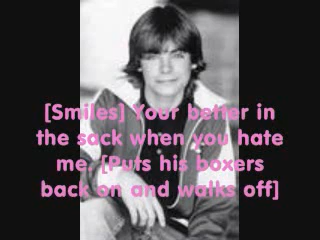 [Smiles] Your better in
the sack when you hate
me. [Puts his boxers
back on and walks off]